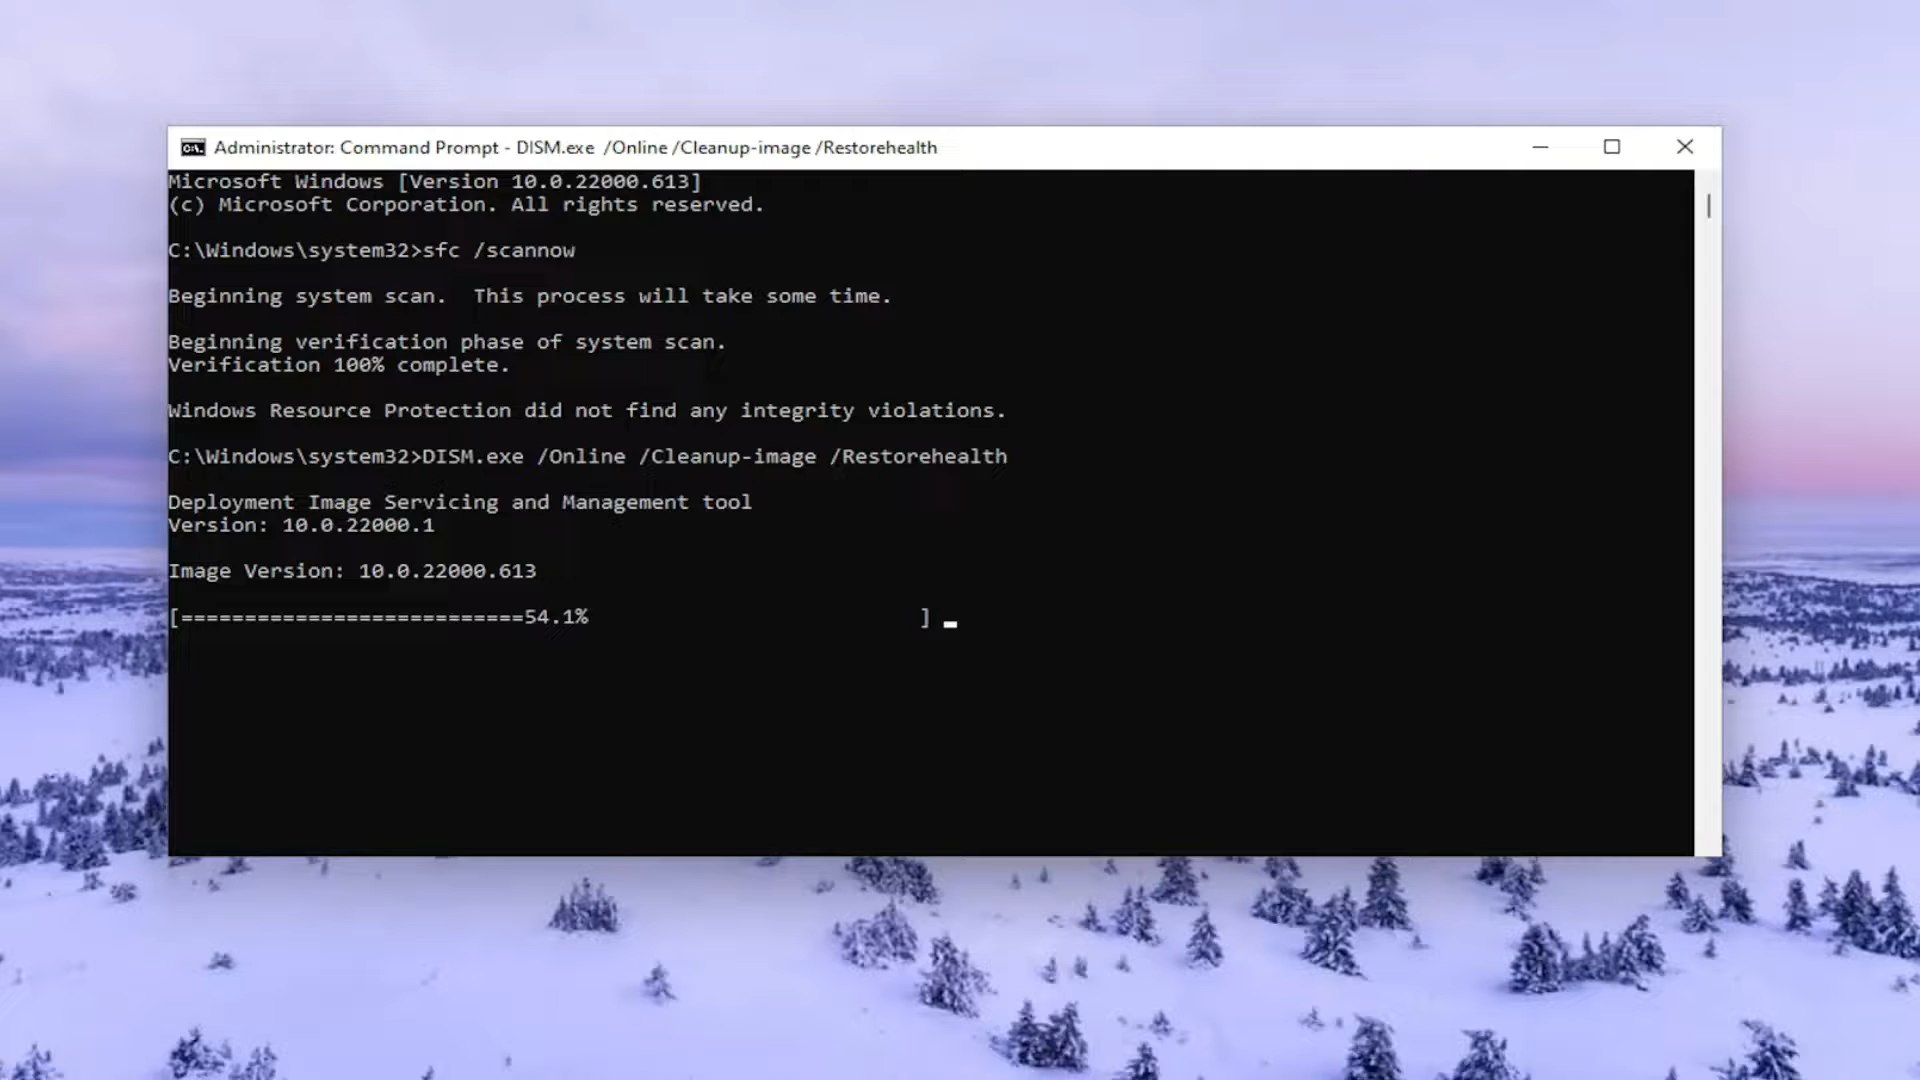 Administrator: Command Prompt - DISM.exe  /Online /Cleanup-image /Restorehealth
Microsoft Windows [Version 10.0.22000.613]
(c) Microsoft Corporation. All rights reserved.
C:\Windows\system32>sfc /scannow
Beginning system scan.  This process will take some time.
Beginning verification phase of system scan.
Verification 100% complete.
Windows Resource Protection did not find any integrity violations.
C:\Windows\system32>DISM.exe /Online /Cleanup-image /Restorehealth
Deployment Image Servicing and Management tool
Version: 10.0.22000.1
Image Version: 10.0.22000.613
[===========================54.1%                          ]